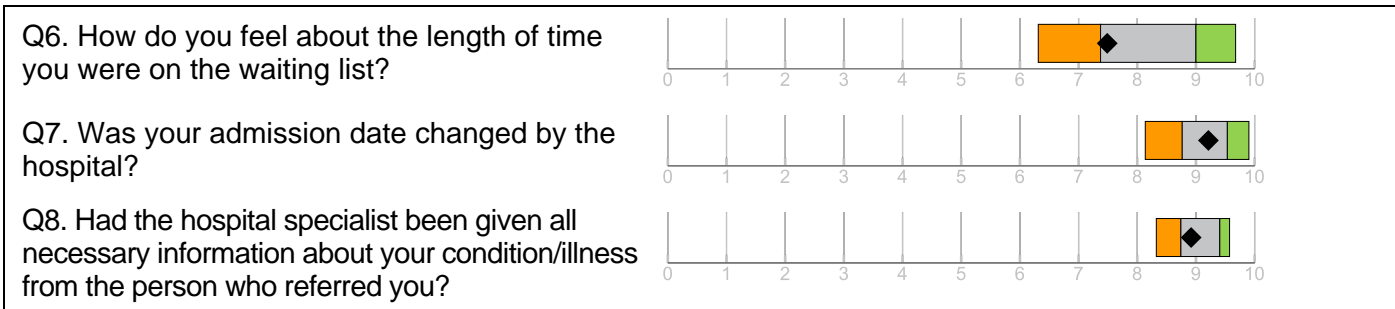 Q6. How do you feel about the length of time
you were on the waiting list?
0 1 2 3 4 5 6 7 8 9 10
Q7. Was your admission date changed by the
hospital?
0 1 2 3 4 5 6 7 8 9 10
Q8. Had the hospital specialist been given all
necessary information about your condition/illness
from the person who referred you?
0 1 2 3 4 5 6 7 8 9 10